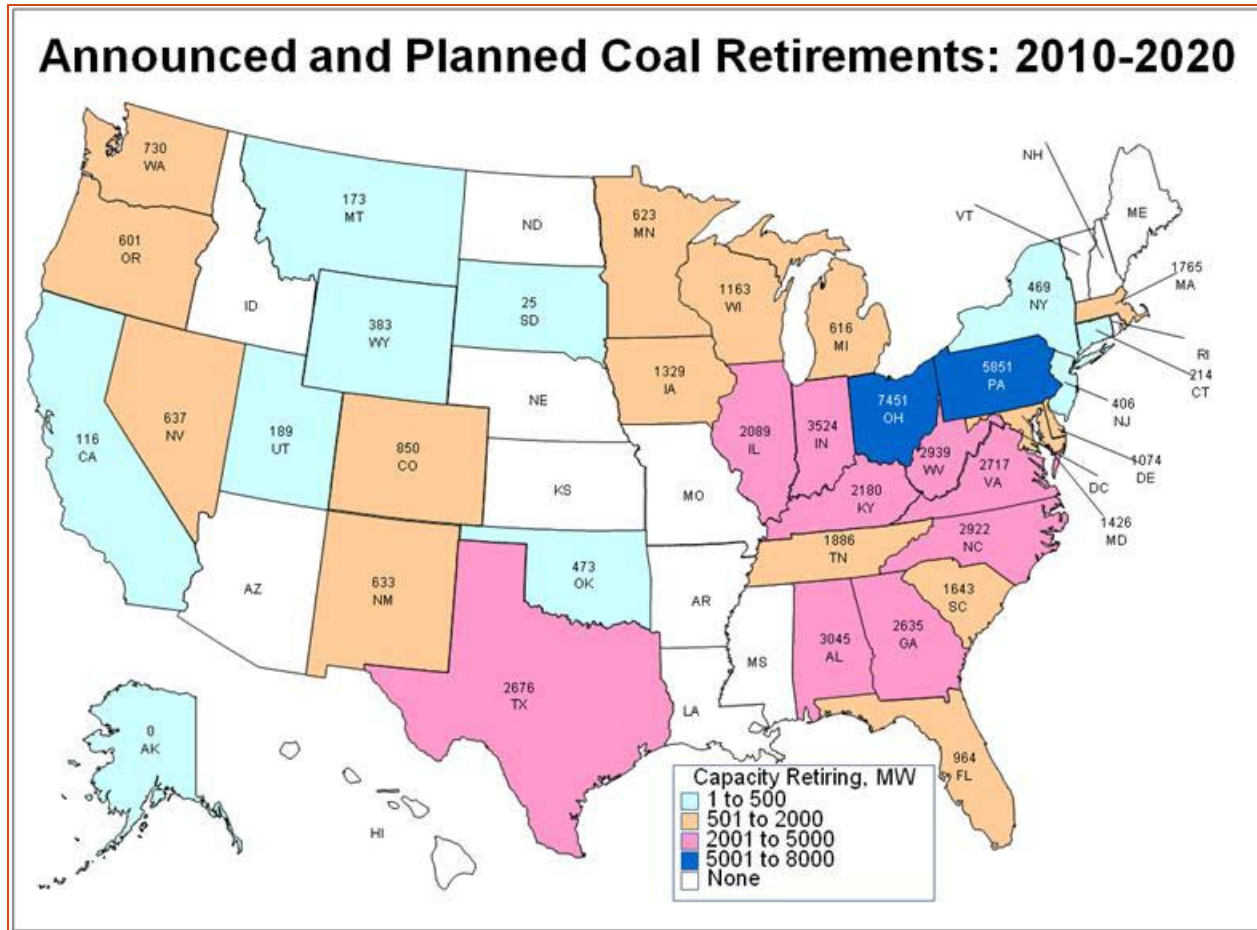 Announced and Planned Coal Retirements: 2010-2020
730
WA
601
OR
116
CA
637
NV
ID
173
MT
383
WY
189
UT
AZ
850
CO
633
NM
ND
25
SD
NE
KS
473
OK
2676
TX
623
MN
1329
IA
MO
AR
LA
1163
WI
2089
IL
616
MI
3524
IN
7451
OH
2180
KY
1886
TN
MS
3045
AL
2635
GA
964
FL
1643
SC
2922
NC
2717
VA
2939
WV
5851
PA
469
NY
VT
NH
ME
1765
MA
RI
214
CT
406
NJ
1074
DE
DC
1426
MD
0
AK
HI
Capacity Retiring, MW
1 to 500
501 to 2000
2001 to 5000
5001 to 8000
None